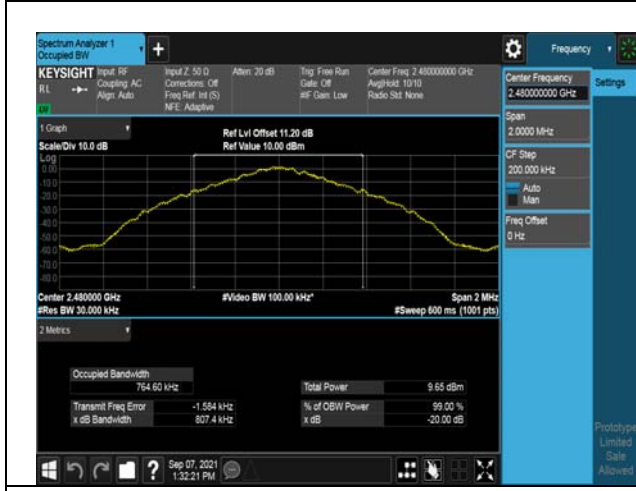 Spectrum Analyzer 1
Occupied BW
+
Frequency
KEYSIGHT
RL
Input: RF
Coupling: AC
Align: Auto
Input Z: 50 Ω
Corrections: Off
Freq Ref: Int (S)
NFE: Adaptive
Atten: 20 dB
Trig: Free Run
Gate: Off
#IF Gain: Low
Center Freq: 2.480000000 GHz
Avg|Hold: 10/10
Radio Std: None
Center Frequency
2.480000000 GHz
Settings
Span
2.0000 MHz
CF Step
200.000 kHz
Auto
Man
Freq Offset
0 Hz
1 Graph
Scale/Div 10.0 dB
Ref Lvl Offset 11.20 dB
Ref Value 10.00 dBm
Log
0.00
-10.0
-20.0
-30.0
-40.0
-50.0
-60.0
-70.0
-80.0
Center 2.480000 GHz
#Res BW 30.000 kHz
#Video BW 100.00 kHz*
Span 2 MHz
#Sweep 600 ms (1001 pts)
2 Metrics
Occupied Bandwidth
764.60 kHz
Total Power 9.65 dBm
Transmit Freq Error -1.584 kHz
% of OBW Power 99.00 %
x dB Bandwidth 807.4 kHz
x dB -20.00 dB
Prototype
Limited
Sale
Allowed
?
Sep 07, 2021
1:32:21 PM